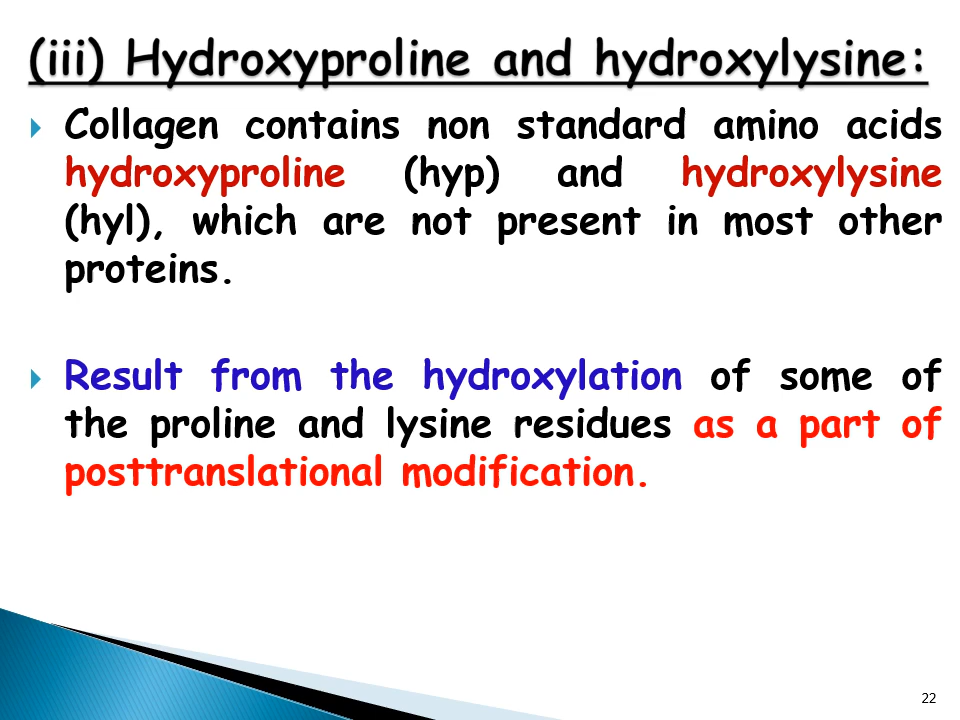 (iii) Hydroxyproline and hydroxylysine:
Collagen contains non standard amino acids
hydroxyproline (hyp) and hydroxylysine
(hyl), which are not present in most other
proteins.
Result from the hydroxylation of some of
the proline and lysine residues as a part of
posttranslational modification.
22